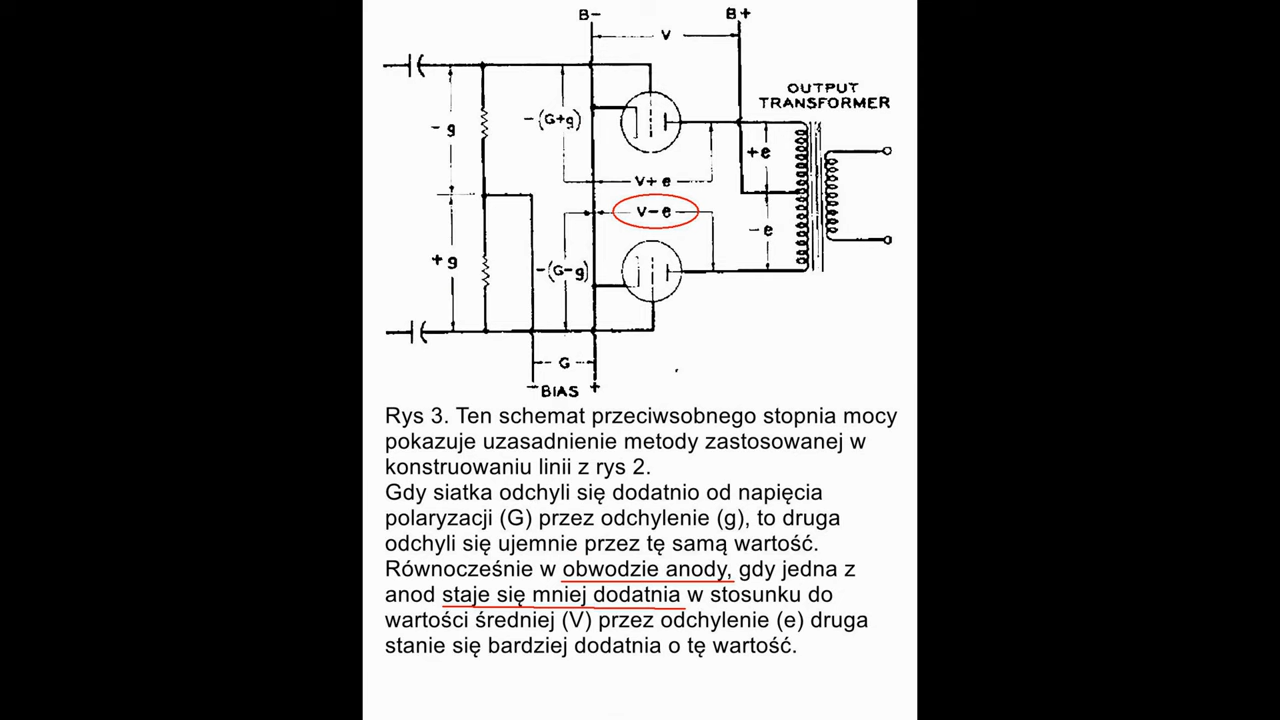 B- B+
V
OUTPUT
TRANSFORMER
- g
-(G+g)
+e
V+e
V-e
-e
+g
-(G-g)
G
- BIAS +
Rys 3. Ten schemat przeciwsobnego stopnia mocy
pokazuje uzasadnienie metody zastosowanej w
konstruowaniu linii z rys 2.
Gdy siatka odchyli się dodatnio od napięcia
polaryzacji (G) przez odchylenie (g), to druga
odchyli się ujemnie przez tę samą wartość.
Równocześnie w obwodzie anody, gdy jedna z
anod staje się mniej dodatnia w stosunku do
wartości średniej (V) przez odchylenie (e) druga
stanie się bardziej dodatnia o tę wartość.